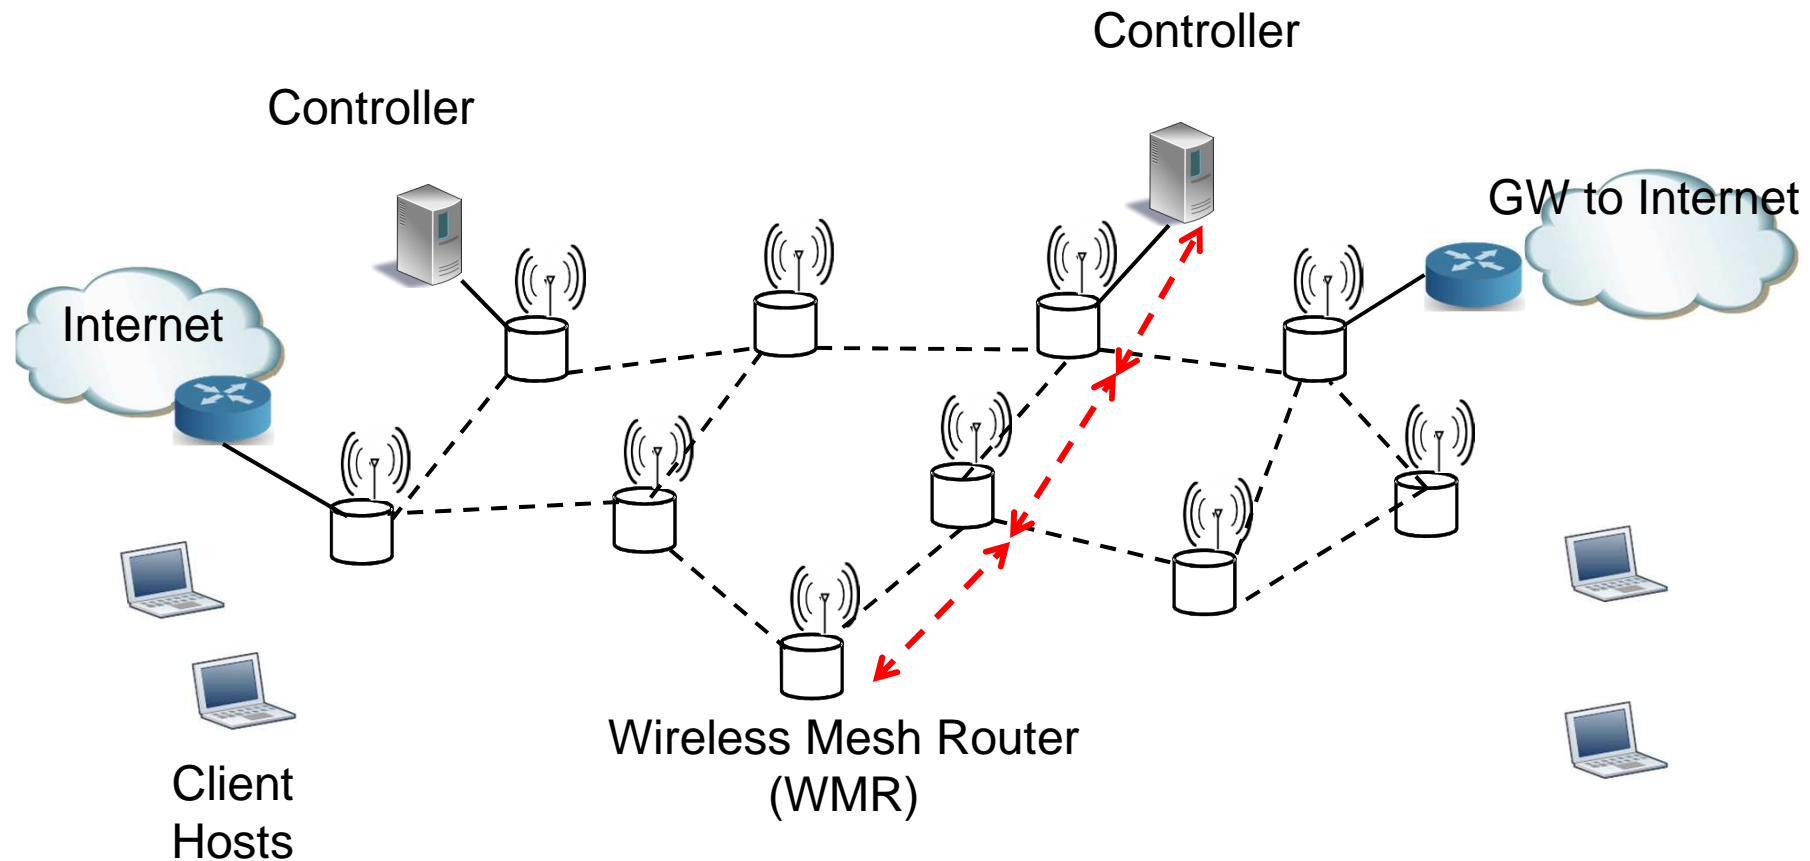 Controller
Controller
GW to Internet
Internet
Wireless Mesh Router
(WMR)
Client
Hosts